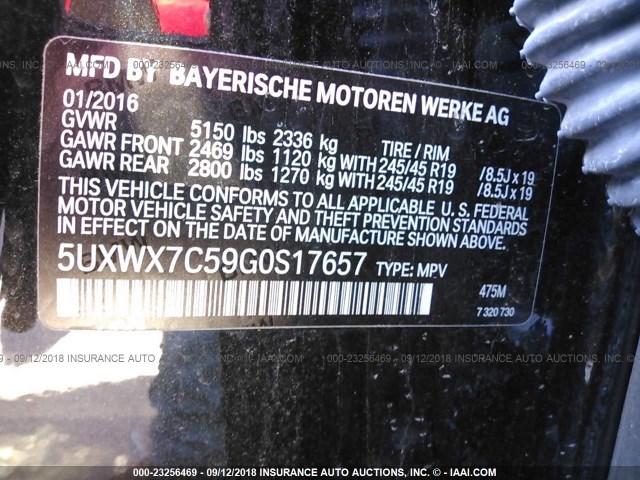 MFD BY BAYERISCHE MOTOREN WERKE AG
01/2016
GVWR 5150 lbs 2336 kg TIRE / RIM
GAWR FRONT 2469 lbs 1120 kg WITH 245/45 R19 / 8.5J x 19
GAWR REAR 2800 lbs 1270 kg WITH 245/45 R19 / 8.5J x 19
THIS VEHICLE CONFORMS TO ALL APPLICABLE U. S. FEDERAL
MOTOR VEHICLE SAFETY AND THEFT PREVENTION STANDARDS
IN EFFECT ON THE DATE OF MANUFACTURE SHOWN ABOVE.
5UXWX7C59G0S17657 TYPE: MPV
475M
7 320 730
000-23256469 - 09/12/2018 INSURANCE AUTO AUCTIONS, INC. - © - IAAI.COM